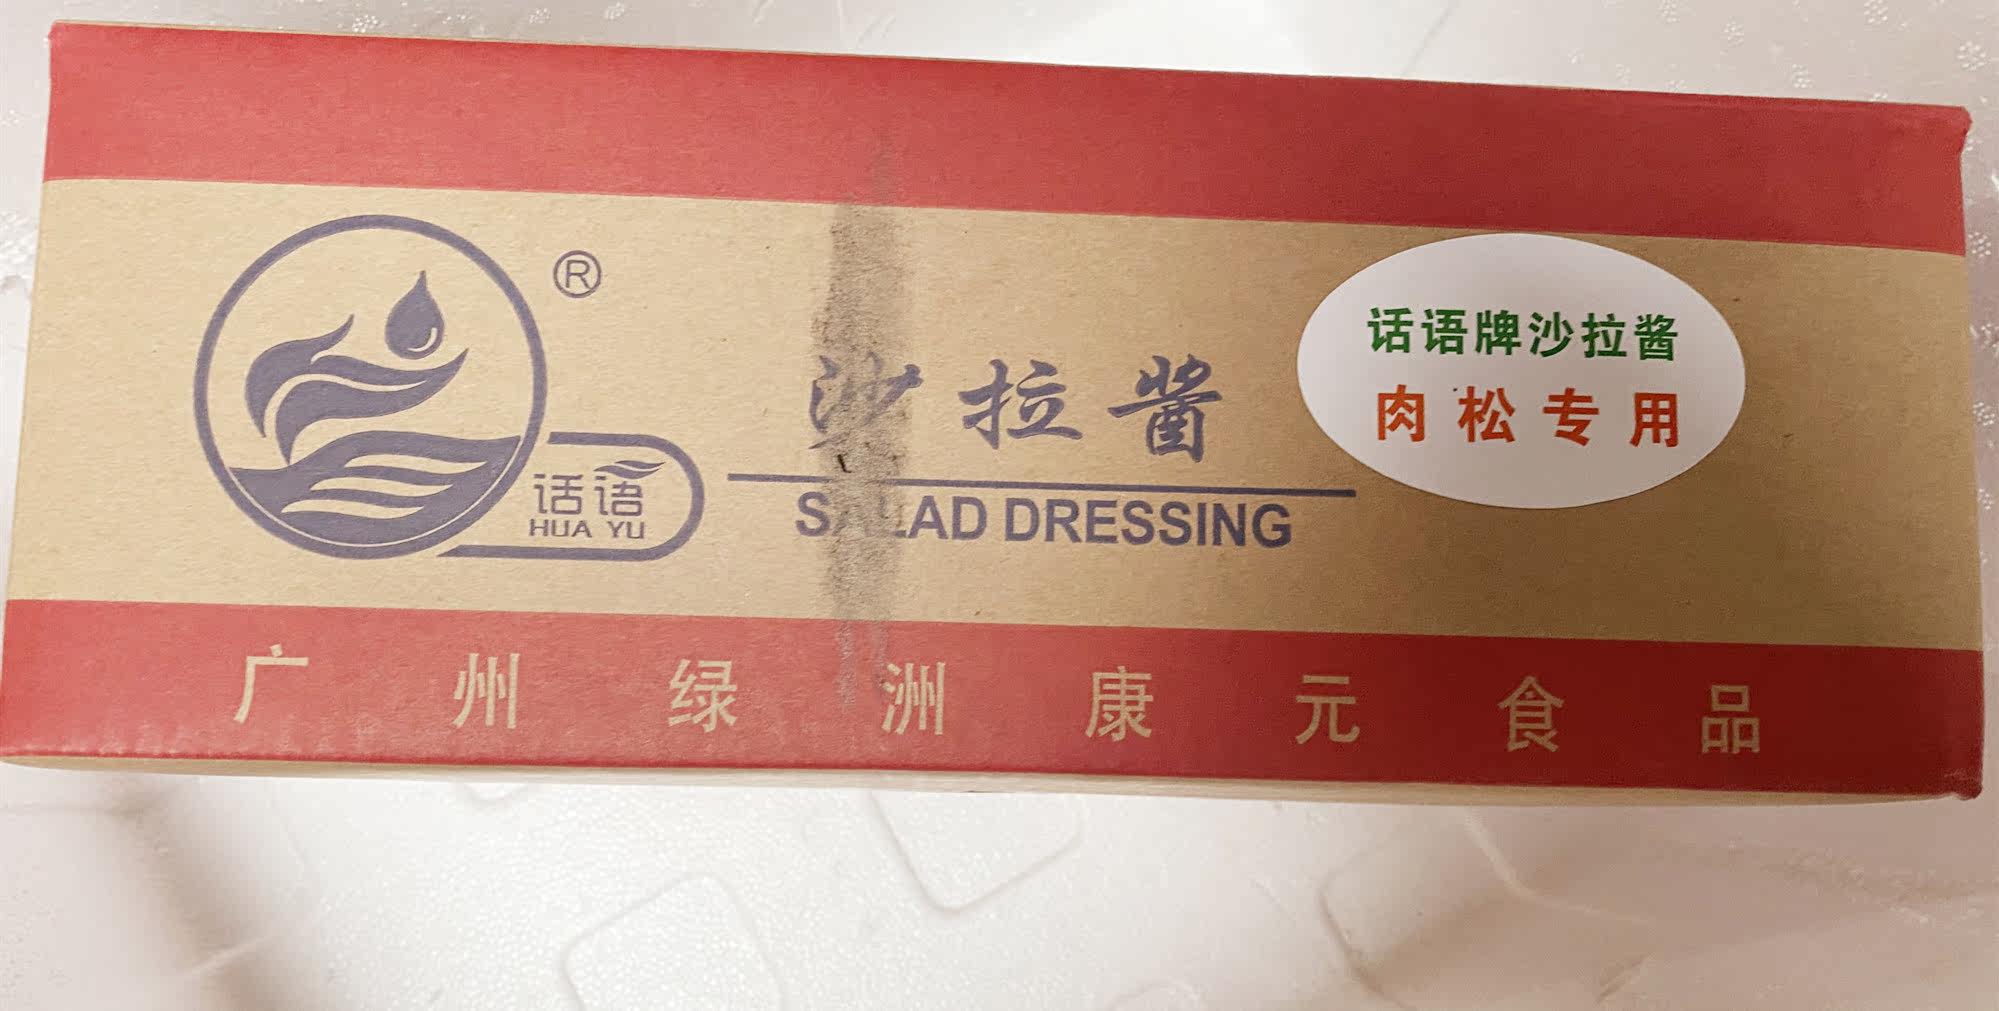 ®
话语
HUA YU
沙拉酱
SALAD DRESSING
话语牌沙拉酱
肉松专用
广州绿洲康元食品